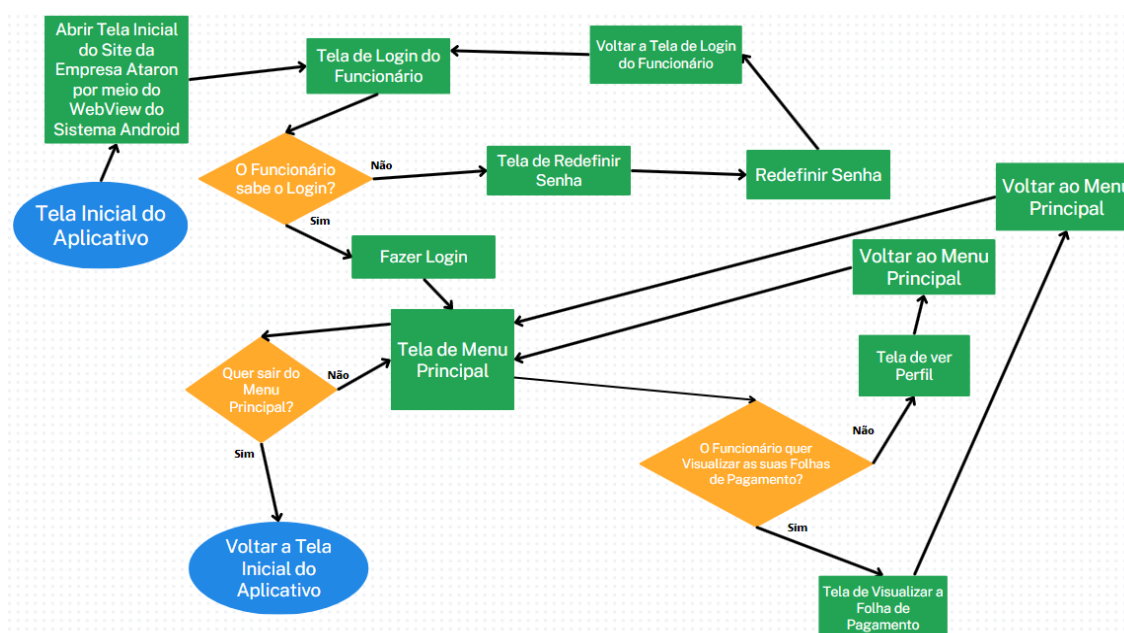 Abrir Tela Inicial
do Site da
Empresa Ataron
por meio do
WebView do
Sistema Android
Tela de Login do
Funcionário
Voltar a Tela de Login
do Funcionário
O Funcionário
sabe o Login?
Não
Tela de Redefinir
Senha
Redefinir Senha
Voltar ao Menu
Principal
Tela Inicial do
Aplicativo
Sim
Fazer Login
Voltar ao Menu
Principal
Tela de Menu
Principal
Quer sair do
Menu
Principal?
Não
Tela de ver
Perfil
Sim
O Funcionário quer
Visualizar as suas Folhas
de Pagamento?
Não
Sim
Voltar a Tela
Inicial do
Aplicativo
Tela de Visualizar a
Folha de
Pagamento